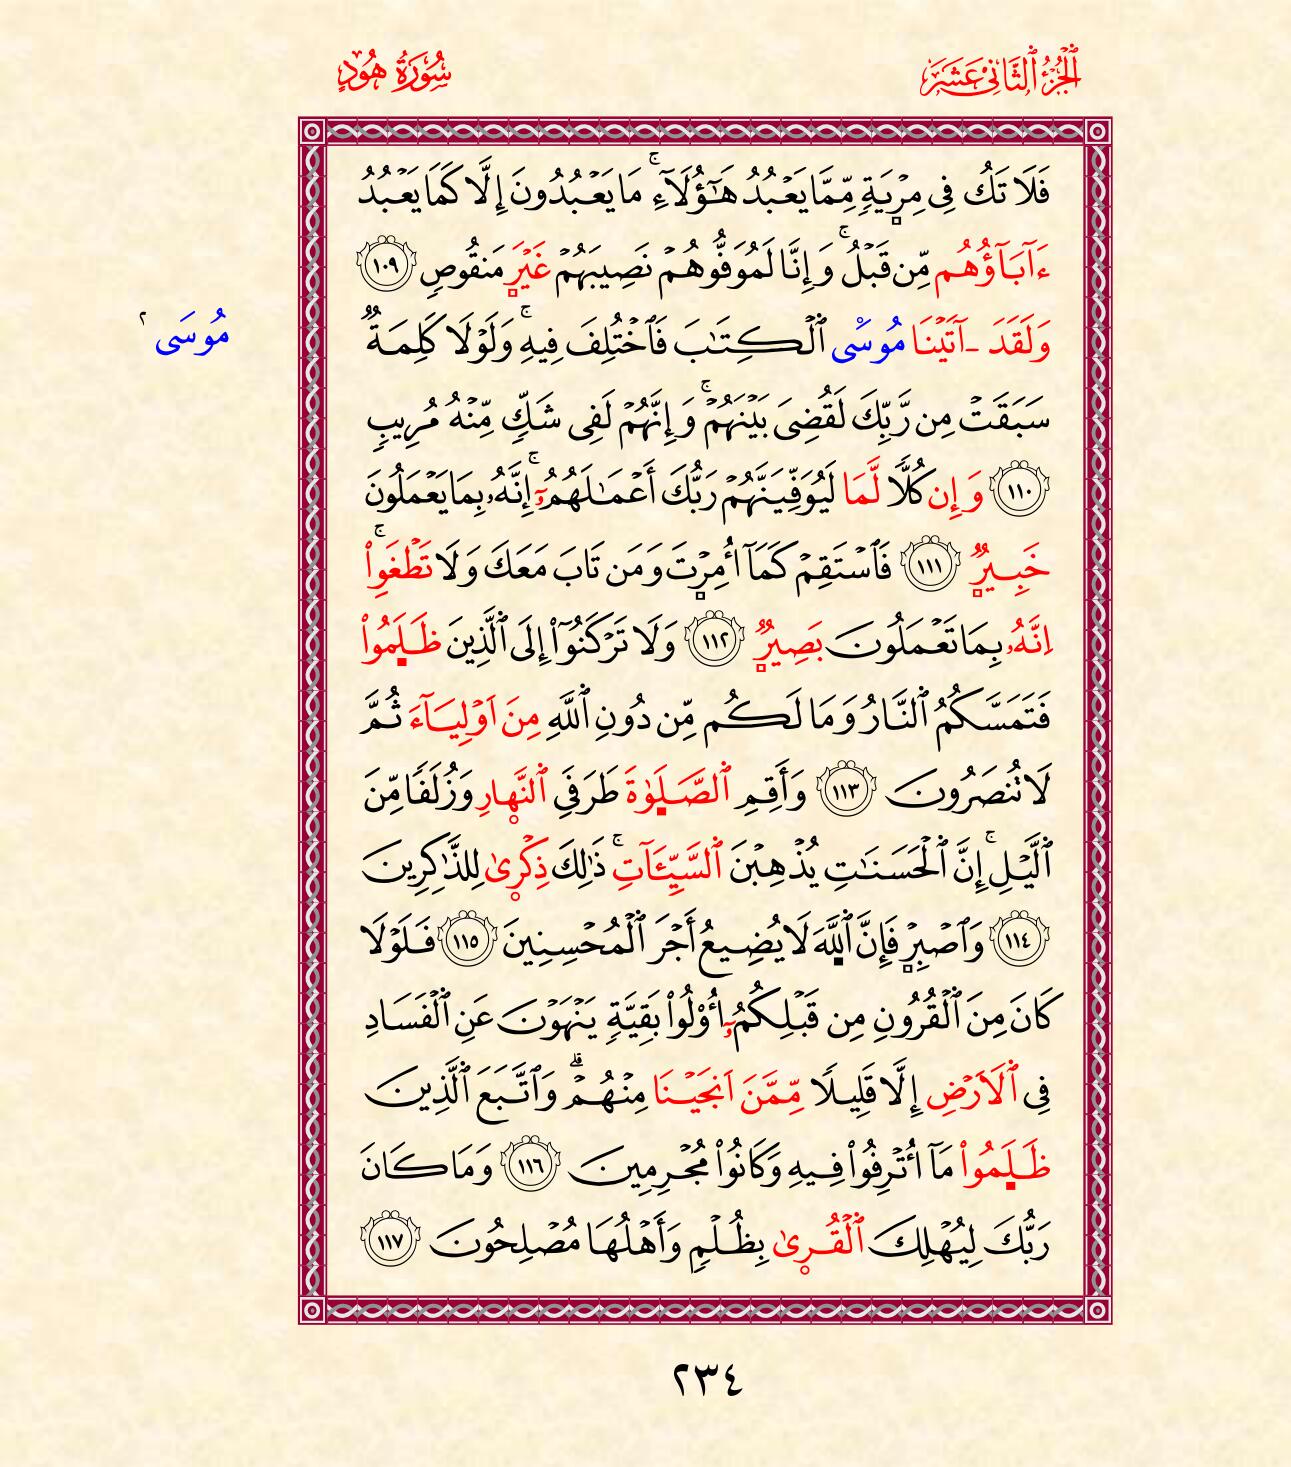 ٱلْجُزْءُ ٱلثَّانِىْ عَشَرَ
سُورَةُ هُودٍ
فَلَا تَكُ فِى مِرْيَةٍ مِّمَّا يَعْبُدُ هَٰٓؤُلَآءِۚ مَا يَعْبُدُونَ إِلَّا كَمَا يَعْبُدُ
ءَابَآؤُهُم مِّن قَبْلُۚ وَإِنَّا لَمُوَفُّوهُمْ نَصِيبَهُمْ غَيْرَ مَنقُوصٍ ١٠٩
وَلَقَدَ ـاتَيْنَا مُوسَى ٱلْكِتَٰبَ فَٱخْتُلِفَ فِيهِۚ وَلَوْلَا كَلِمَةٌ
مُوسَى ٢
سَبَقَتْ مِن رَّبِّكَ لَقُضِىَ بَيْنَهُمْۚ وَإِنَّهُمْ لَفِى شَكٍّ مِّنْهُ مُرِيبٍ
١١٠ وَإِن كُلًّا لَّمَا لَيُوَفِّيَنَّهُمْ رَبُّكَ أَعْمَٰلَهُمُۥٓۚ إِنَّهُۥ بِمَا يَعْمَلُونَ
خَبِيرٌ ١١١ فَٱسْتَقِمْ كَمَآ أُمِرْتَ وَمَن تَابَ مَعَكَ وَلَا تَطْغَوِاْۚ
اِنَّهُۥ بِمَا تَعْمَلُونَ بَصِيرٌ ١١٢ وَلَا تَرْكَنُوٓاْ إِلَى ٱلَّذِينَ ظَلَمُواْ
فَتَمَسَّكُمُ ٱلنَّارُ وَمَا لَكُم مِّن دُونِ ٱللَّهِ مِنَ اَوْلِيَآءَ ثُمَّ
لَا تُنصَرُونَ ١١٣ وَأَقِمِ ٱلصَّلَوٰةَ طَرَفَىِ ٱلنَّهارِ وَزُلَفًا مِّنَ
ٱلَّيْلِۚ إِنَّ ٱلْحَسَنَٰتِ يُذْهِبْنَ ٱلسَّيِّـَٔاتِۚ ذَٰلِكَ ذِكْرىٰ لِلذَّٰكِرِينَ
١١٤ وَٱصْبِرْ فَإِنَّ ٱللَّهَ لَا يُضِيعُ أَجْرَ ٱلْمُحْسِنِينَ ١١٥ فَلَوْلَا
كَانَ مِنَ ٱلْقُرُونِ مِن قَبْلِكُمُۥٓ أُوْلُواْ بَقِيَّةٍ يَنْهَوْنَ عَنِ ٱلْفَسَادِ
فِى ٱلَارْضِ إِلَّا قَلِيلًا مِّمَّنَ اَنجَيْنَا مِنْهُمْۗ وَٱتَّبَعَ ٱلَّذِينَ
ظَلَمُواْ مَآ أُتْرِفُواْ فِيهِ وَكَانُواْ مُجْرِمِينَ ١١٦ وَمَا كَانَ
رَبُّكَ لِيُهْلِكَ ٱلْقُرىٰ بِظُلْمٍ وَأَهْلُهَا مُصْلِحُونَ ١١٧
٢٣٤